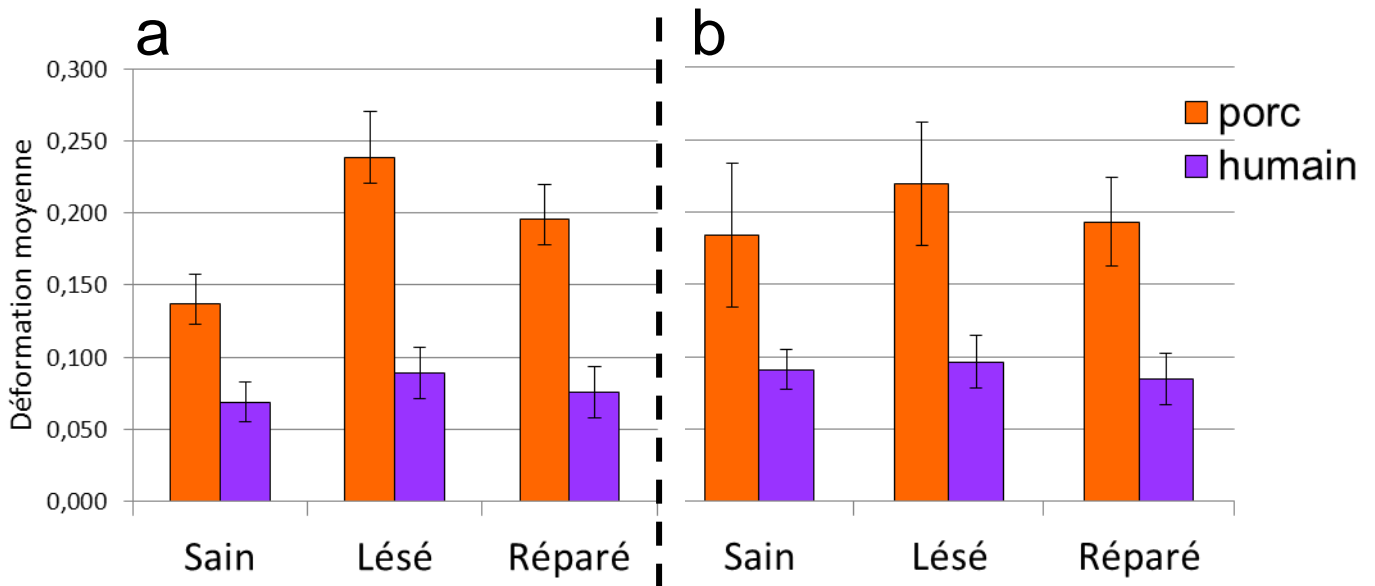 a
b
0,300
0,250
0,200
0,150
0,100
0,050
0,000
Déformation moyenne
porc
humain
Sain
Lésé
Réparé
Sain
Lésé
Réparé